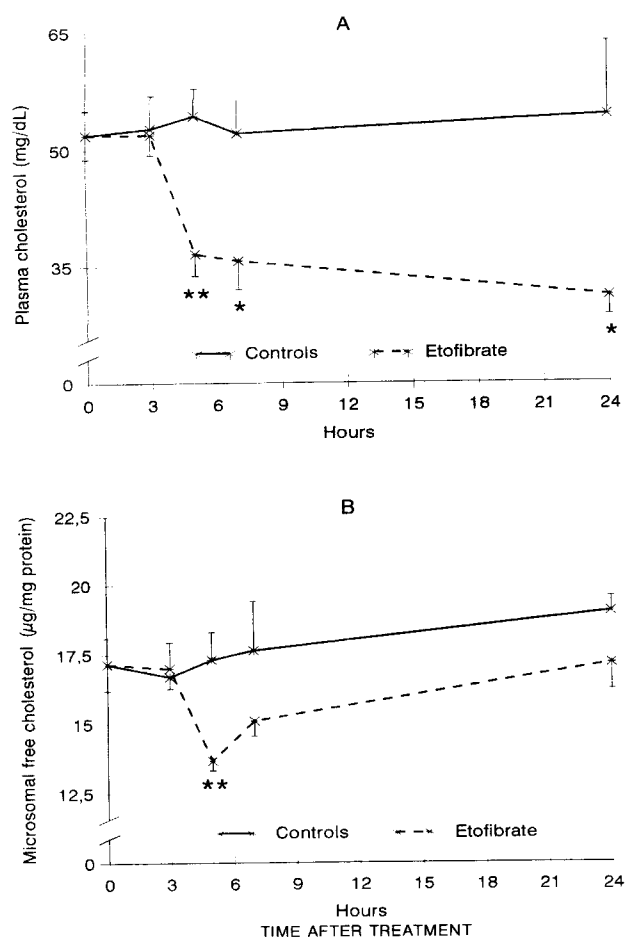 A
65
50
35
0
Plasma cholesterol (mg/dL)
** * *
Controls Etofibrate
0 3 6 9 12 15 18 21 24
Hours
B
22,5
20
17,5
15
12,5
0
Microsomal free cholesterol (µg/mg protein)
**
Controls Etofibrate
0 3 6 9 12 15 18 21 24
Hours
TIME AFTER TREATMENT